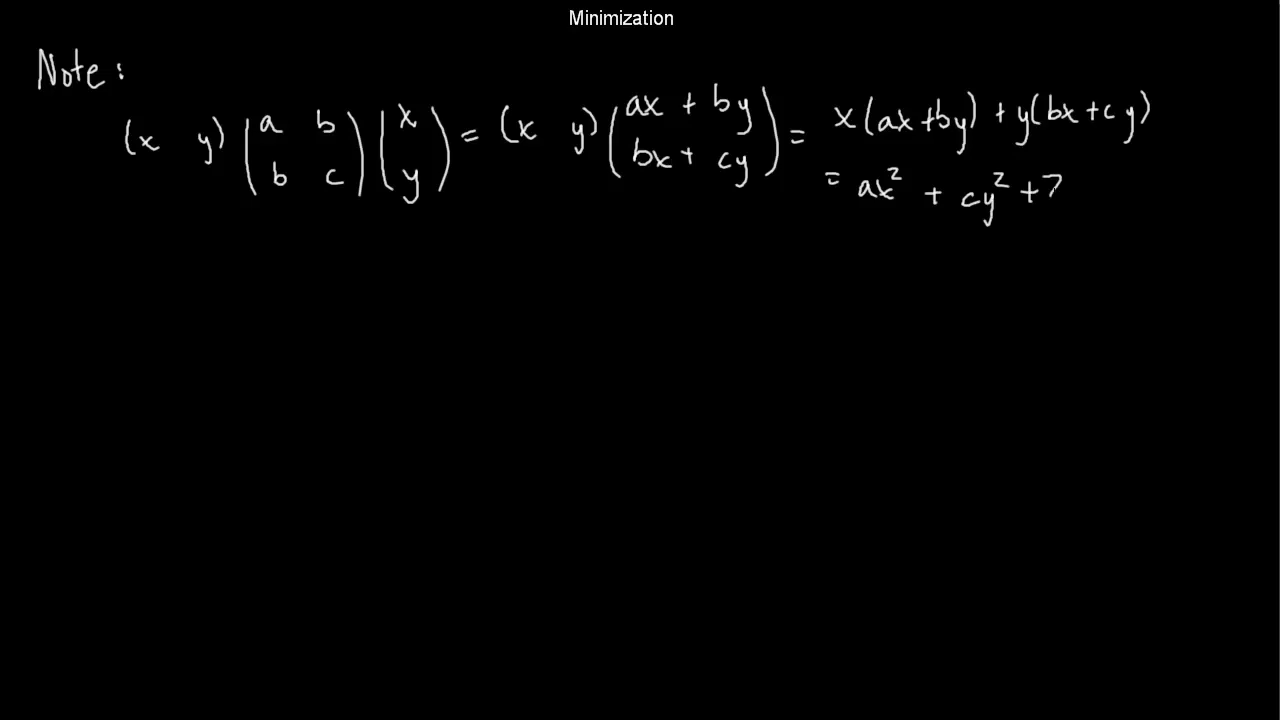 Minimization
Note:
(x y) (a b; b c) (x; y) = (x y) (ax + by; bx + cy) = x(ax + by) + y(bx + cy)
= ax² + cy² +